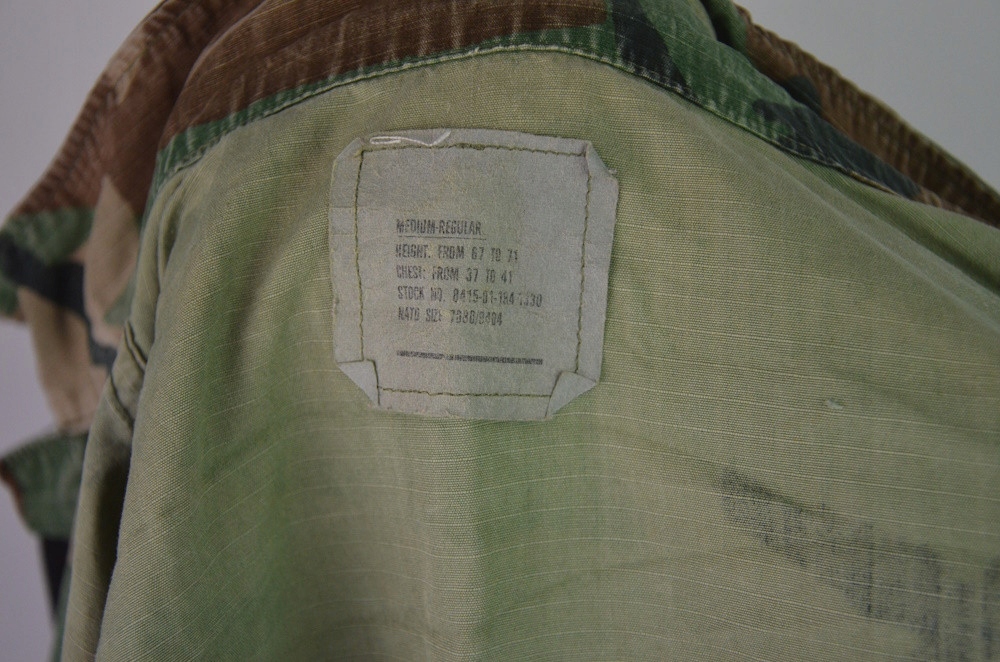 MEDIUM-REGULAR
HEIGHT: FROM 67 TO 71
CHEST: FROM 37 TO 41
STOCK NO. 8415-01-184-1330
NATO SIZE 7080/9404